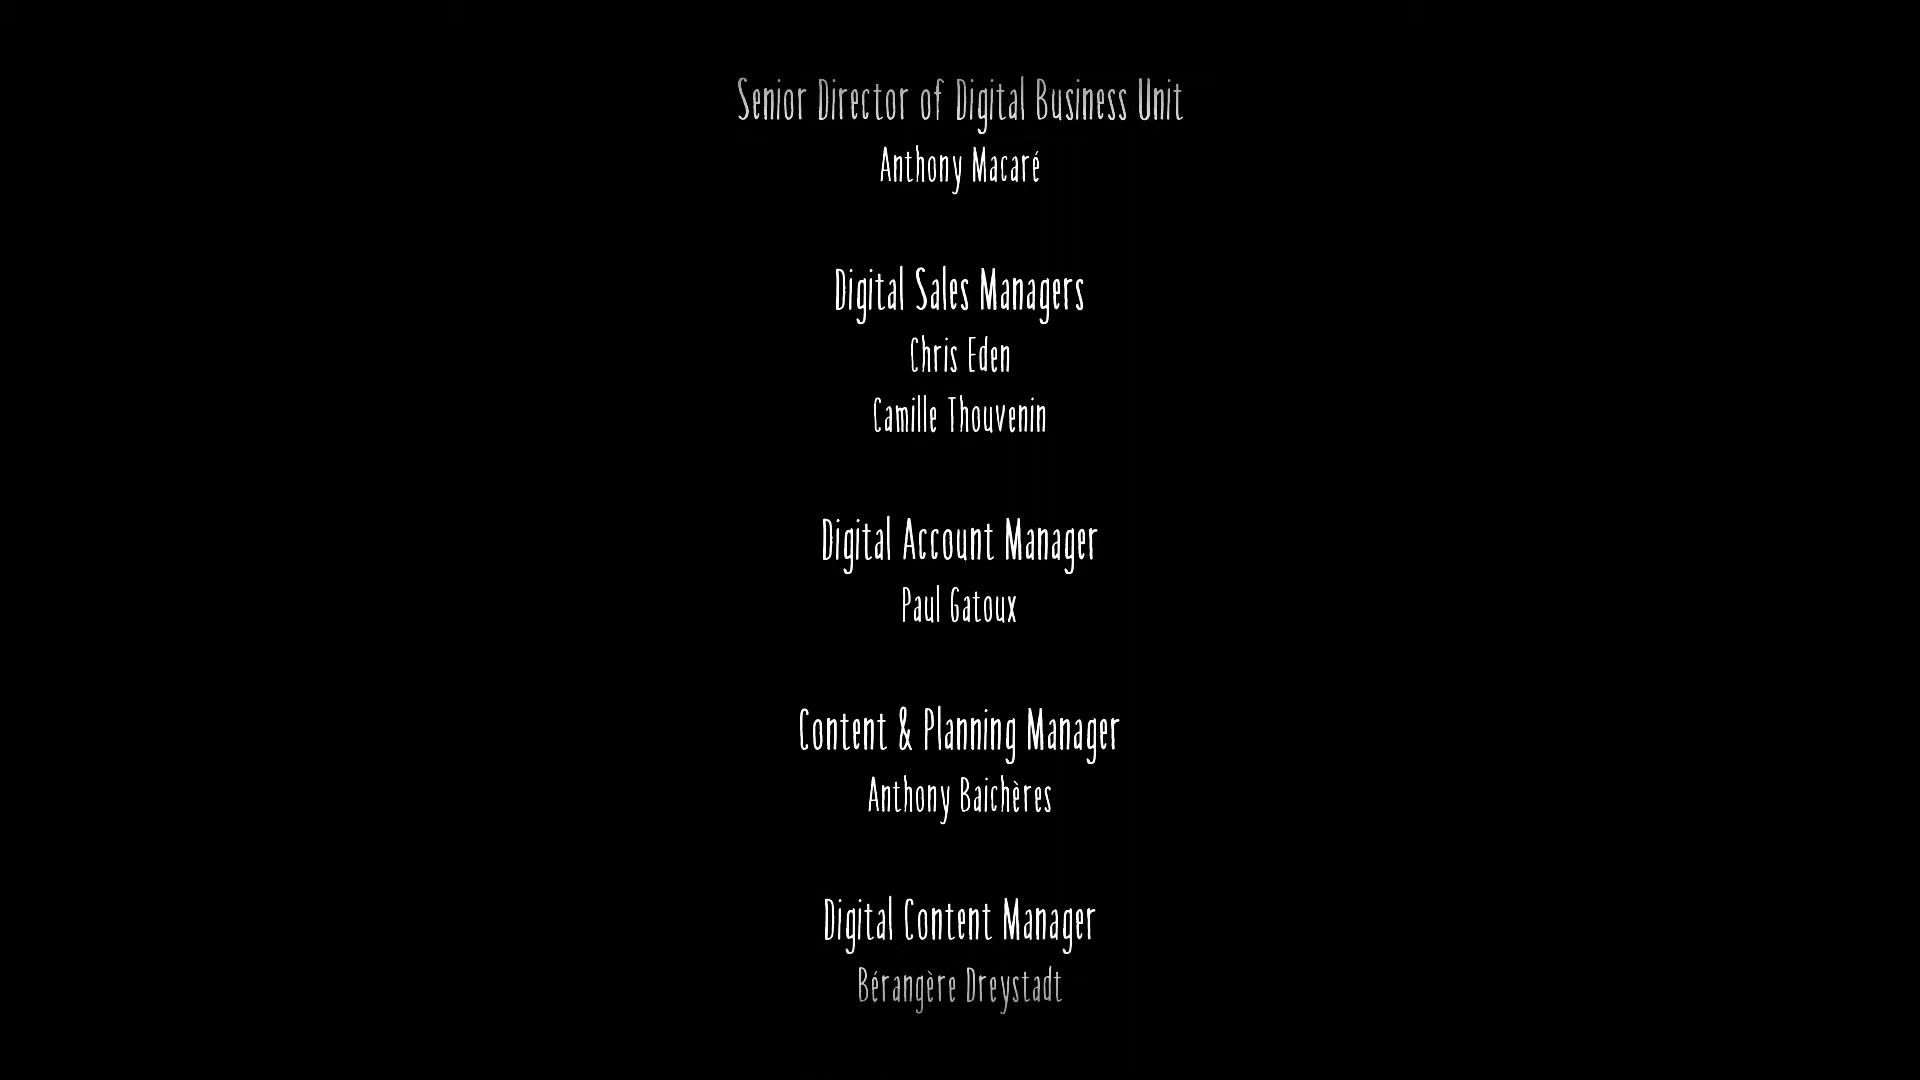 Senior Director of Digital Business Unit
Anthony Macaré
Digital Sales Managers
Chris Eden
Camille Thouvenin
Digital Account Manager
Paul Gatoux
Content & Planning Manager
Anthony Baichères
Digital Content Manager
Bérangère Dreystadt